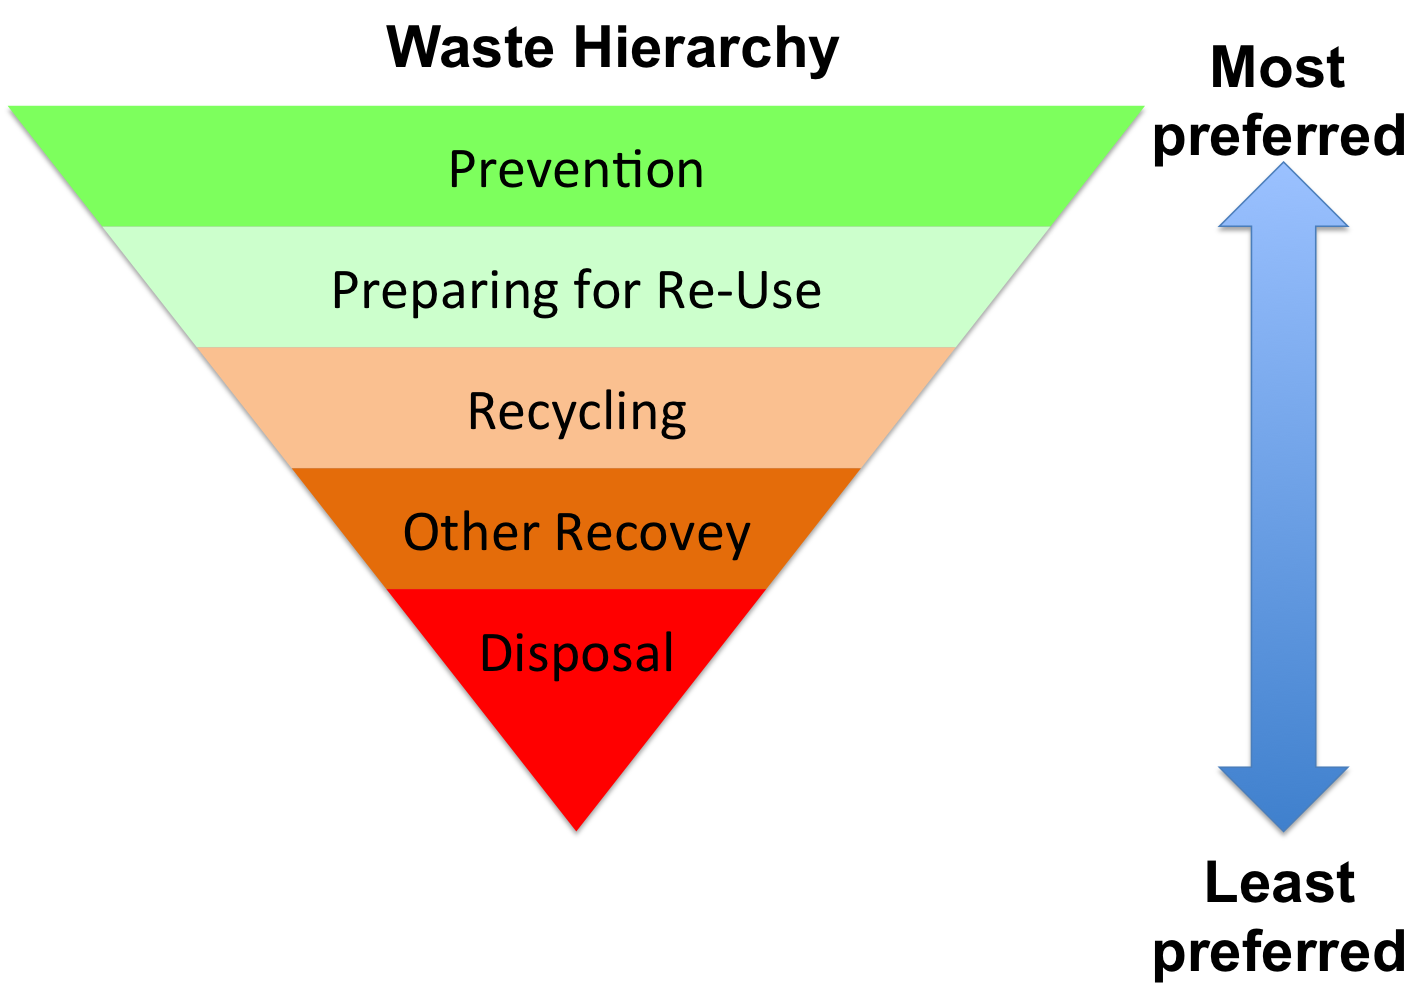 Waste Hierarchy
Most
preferred
Prevention
Preparing for Re-Use
Recycling
Other Recovey
Disposal
Least
preferred